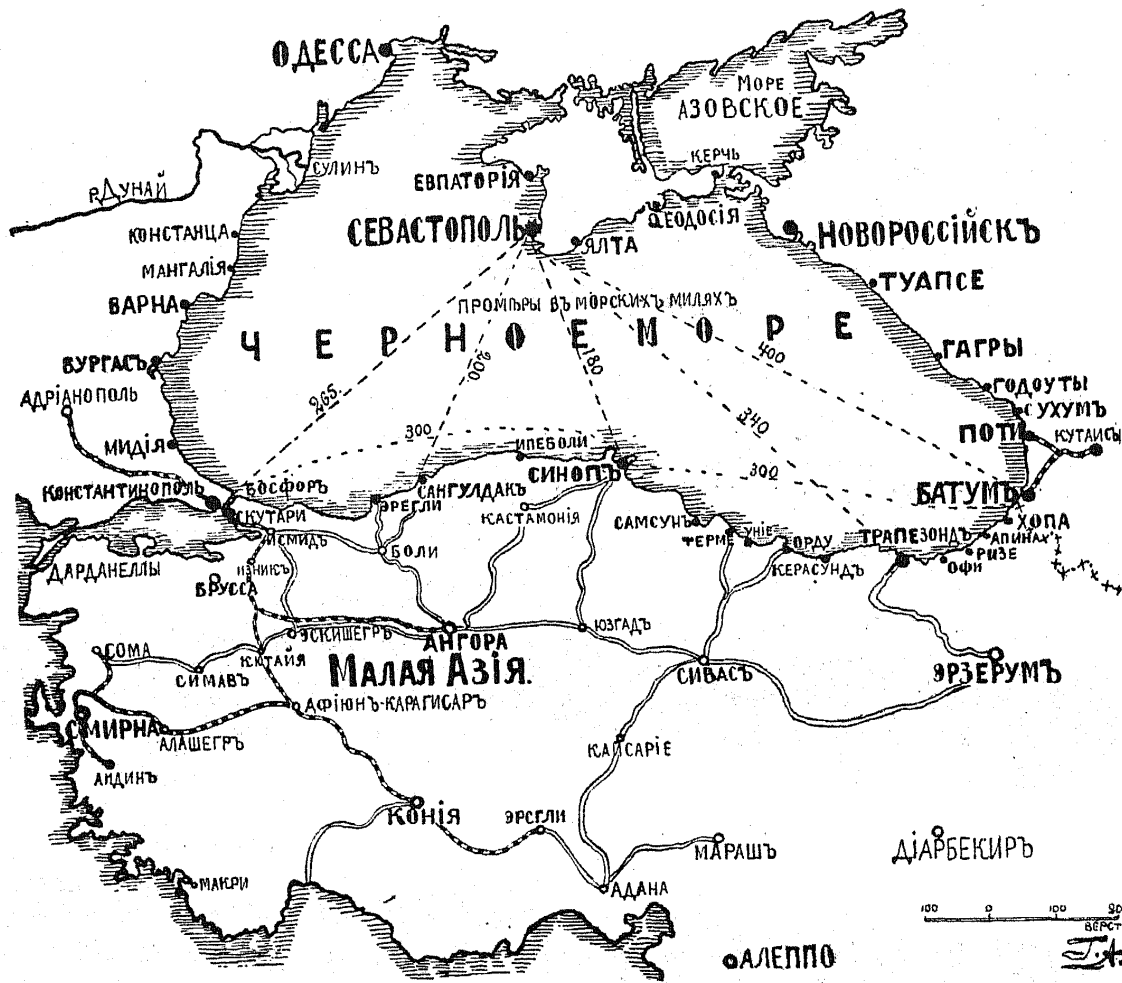 ОДЕССА
МОРЕ
АЗОВСКОЕ
КЕРЧЬ
Р. ДУНАЙ
СУЛИНЪ
ЕВПАТОРІЯ
ѲЕОДОСІЯ
КОНСТАНЦА
СЕВАСТОПОЛЬ
ЯЛТА
НОВОРОССІЙСКЪ
МАНГАЛІЯ
ТУАПСЕ
ВАРНА
ПРОМѢРЫ ВЪ МОРСКИХЪ МИЛЯХЪ
ЧЕРНОЕ МОРЕ
БУРГАСЪ
ГАГРЫ
265
200
180
340
400
АДРІАНОПОЛЬ
ГОДОУТЫ
СУХУМЪ
МИДІЯ
300
ИНЕБОЛИ
ПОТИ
КУТАИСЫ
СИНОПЪ
300
КОНСТАНТИНОПОЛЬ
БОСФОРЪ
САНГУЛДАКЪ
БАТУМЪ
СКУТАРИ
ЭРЕГЛИ
КАСТАМОНІЯ
САМСУНЪ
ХОПА
ИСМИДЪ
ТЕРМЕ
УНІЕ
ОРДУ
ТРАПЕЗОНДЪ
АПИНАХЪ
БОЛИ
РИЗЕ
ДАРДАНЕЛЛЫ
ИЗНИКЪ
КЕРАСУНДЪ
ОФИ
БРУССА
ЭСКИШЕГРЪ
АНГОРА
ЮЗГАДЪ
СОМА
КЮТАЙЯ
СИМАВЪ
МАЛАЯ АЗІЯ.
СИВАСЪ
ЭРЗЕРУМЪ
АФІЮНЪ-КАРАГИСАРЪ
СМИРНА
АЛАШЕГРЪ
КАЙСАРІЕ
АИДИНЪ
КОНІЯ
ЭРЕГЛИ
МАРАШЪ
ДІАРБЕКИРЪ
МАКРИ
АДАНА
100 0 100
ВЕРСТ
АЛЕППО